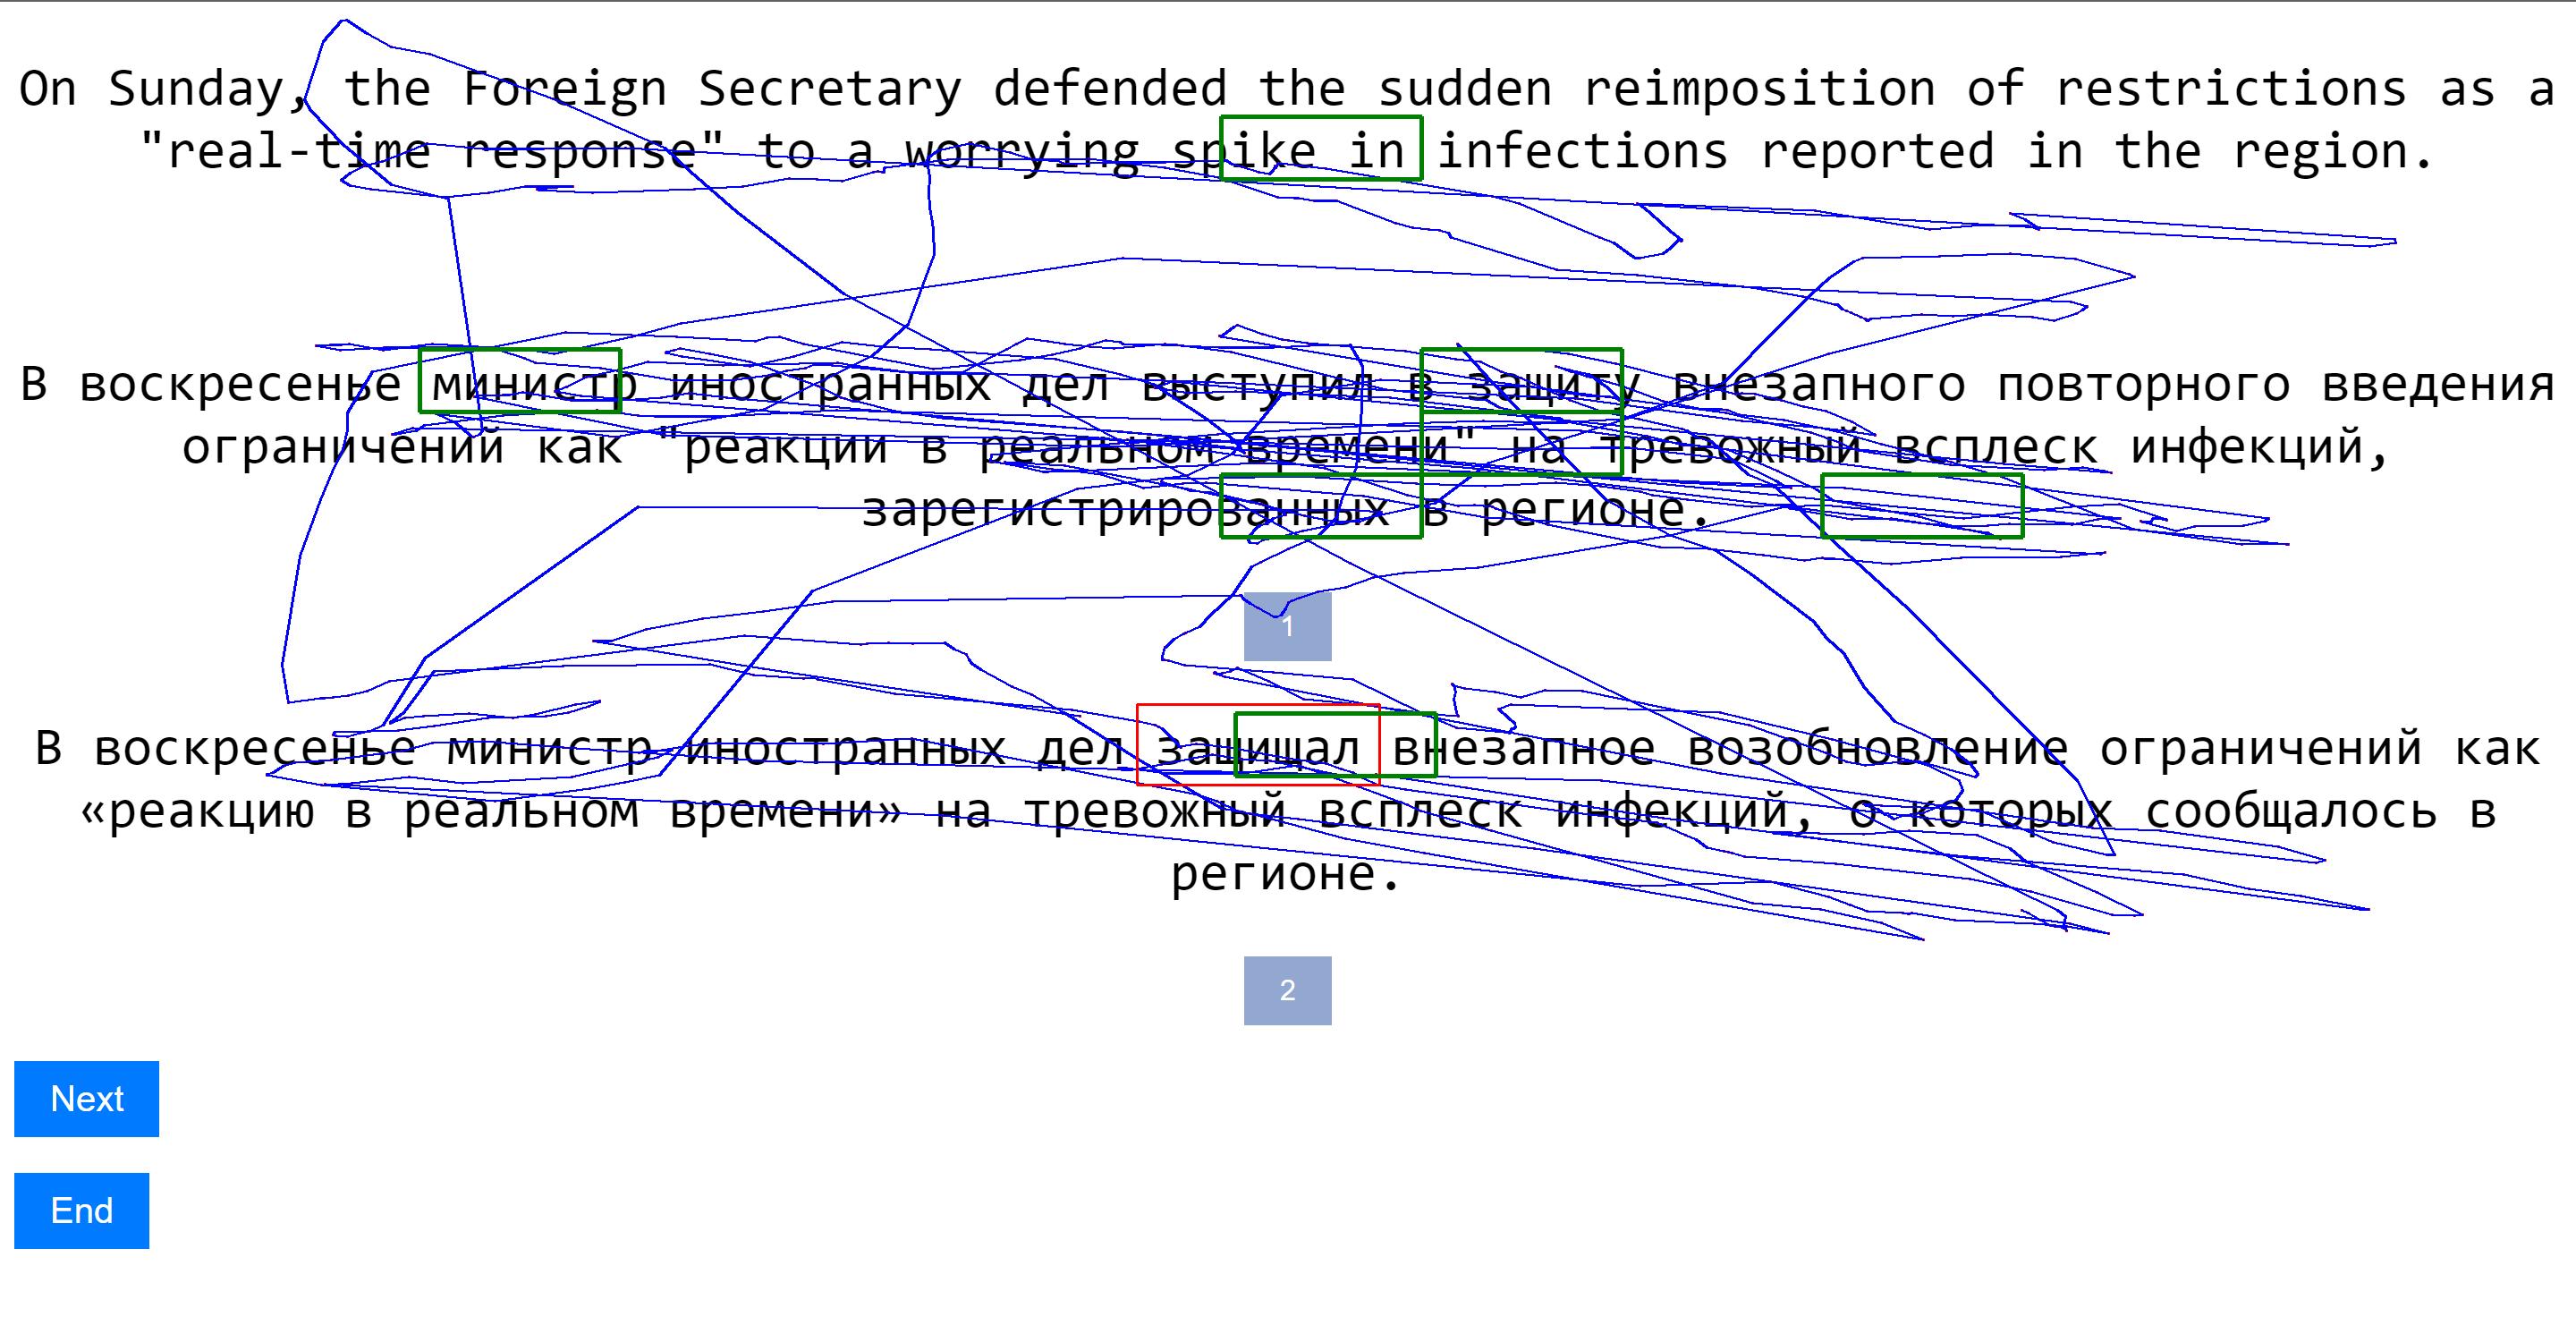 On Sunday, the Foreign Secretary defended the sudden reimposition of restrictions as a
"real-time response" to a worrying spike in infections reported in the region.
В воскресенье министр иностранных дел выступил в защиту внезапного повторного введения
ограничений как "реакции в реальном времени" на тревожный всплеск инфекций,
зарегистрированных в регионе.
1
В воскресенье министр иностранных дел защищал внезапное возобновление ограничений как
«реакцию в реальном времени» на тревожный всплеск инфекций, о которых сообщалось в
регионе.
2
Next
End